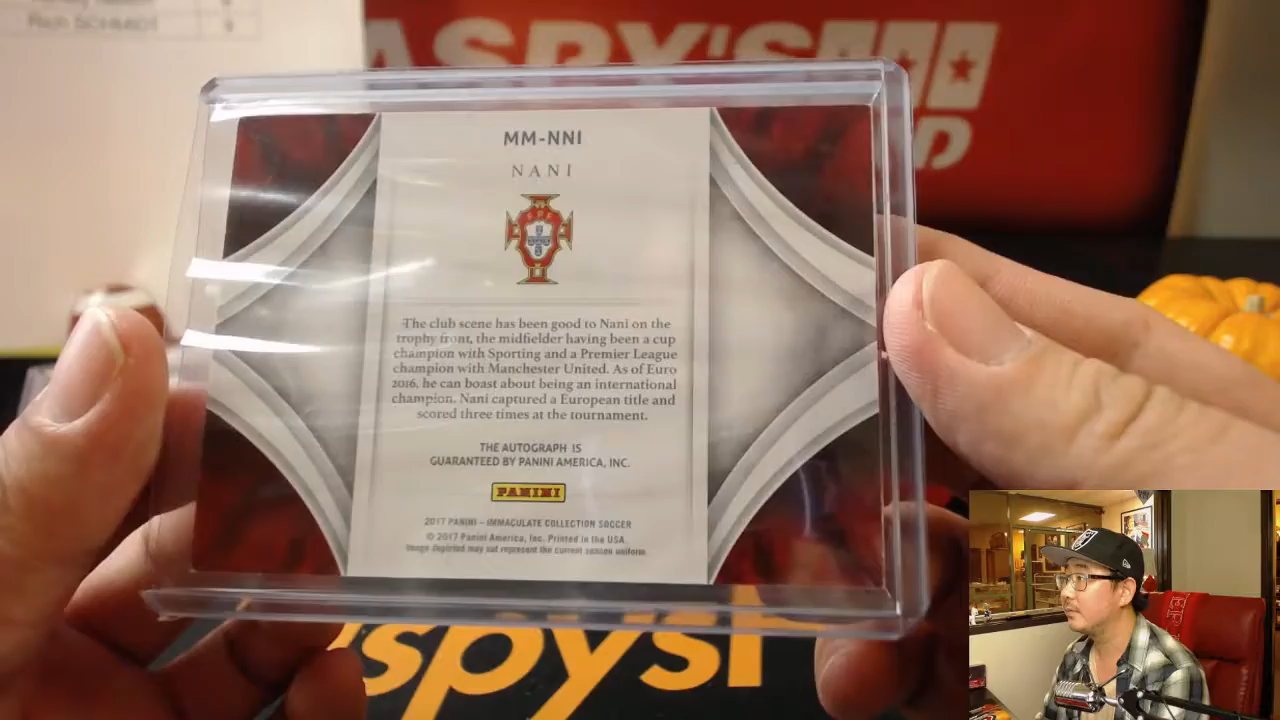 MM-NNI
NANI
The club scene has been good to Nani on the
trophy front, the midfielder having been a cup
champion with Sporting and a Premier League
champion with Manchester United. As of Euro
2016, he can boast about being an international
champion. Nani captured a European title and
scored three times at the tournament.
THE AUTOGRAPH IS
GUARANTEED BY PANINI AMERICA, INC.
PANINI
2017 PANINI – IMMACULATE COLLECTION SOCCER
© 2017 Panini America, Inc. Printed in the USA.
Image depicted may not represent the current season uniform.